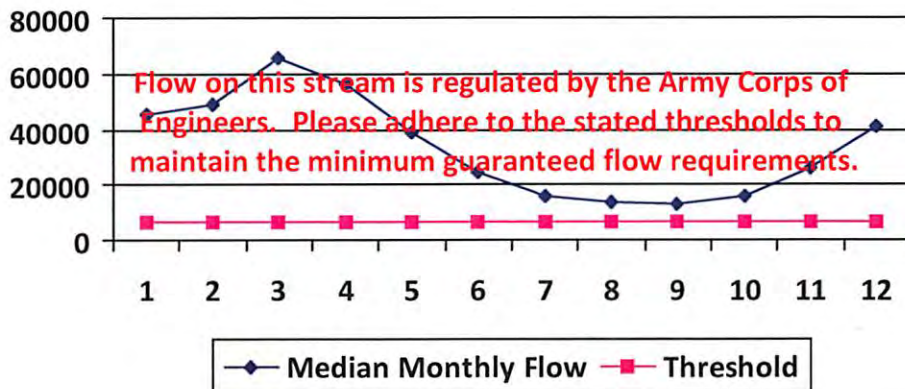 80000
60000
40000
20000
0
Flow on this stream is regulated by the Army Corps of
Engineers. Please adhere to the stated thresholds to
maintain the minimum guaranteed flow requirements.
1 2 3 4 5 6 7 8 9 10 11 12
Median Monthly Flow Threshold